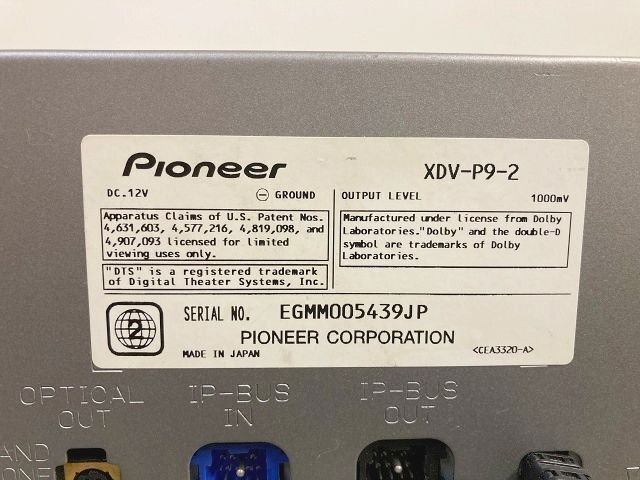 Pioneer
XDV-P9-2
DC.12V
GROUND
OUTPUT LEVEL
1000mV
Apparatus Claims of U.S. Patent Nos.
4,631,603, 4,577,216, 4,819,098, and
4,907,093 licensed for limited
viewing uses only.
"DTS" is a registered trademark
of Digital Theater Systems, Inc.
Manufactured under license from Dolby
Laboratories."Dolby" and the double-D
symbol are trademarks of Dolby
Laboratories.
2
SERIAL NO.
EGMM005439JP
PIONEER CORPORATION
MADE IN JAPAN
<CEA3320-A>
OPTICAL
OUT
IP-BUS
IN
IP-BUS
OUT